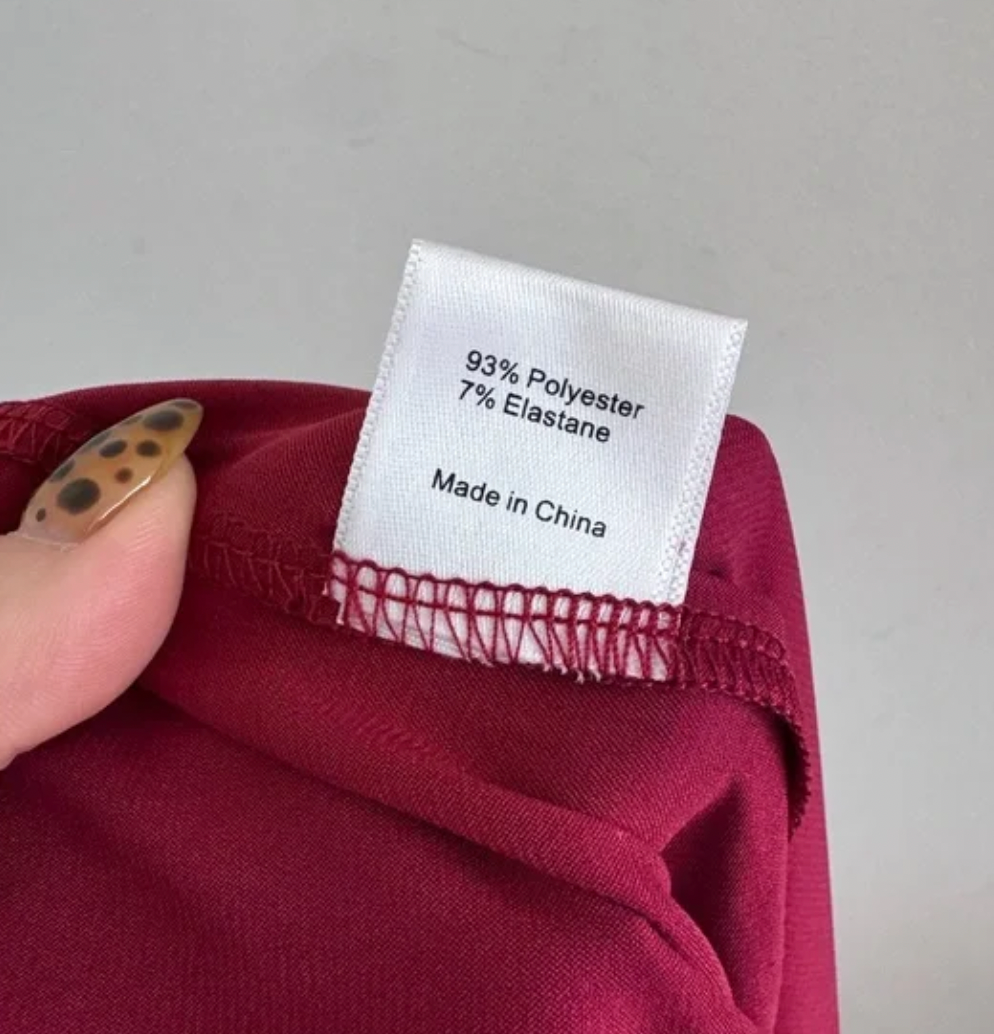 93% Polyester
7% Elastane
Made in China